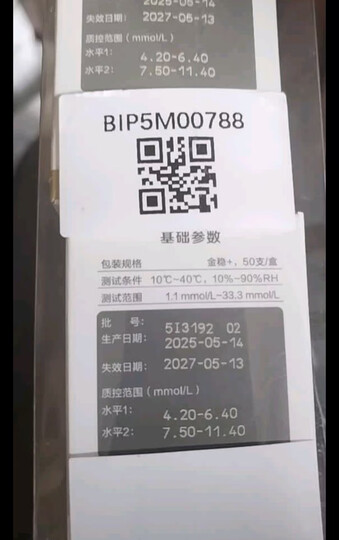 2025-05-14
失效日期: 2027-05-13
质控范围 (mmol/L)
水平1: 4.20-6.40
水平2: 7.50-11.40
BIP5M00788
基础参数
包装规格 金稳+, 50支/盒
测试条件 10℃-40℃, 10%-90%RH
测试范围 1.1 mmol/L-33.3 mmol/L
批 号: 5I3192 02
生产日期: 2025-05-14
失效日期: 2027-05-13
质控范围 (mmol/L)
水平1: 4.20-6.40
水平2: 7.50-11.40